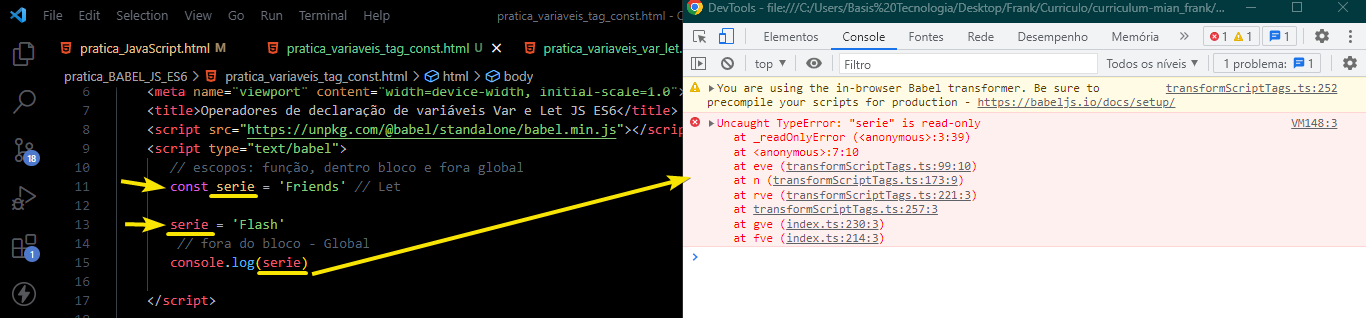 pratica_variaveis_tag_const.html - C
pratica_JavaScript.html M
pratica_variaveis_tag_const.html U
pratica_variaveis_var_let.
pratica_BABEL_JS_ES6 > pratica_variaveis_tag_const.html > html > body
6 <meta name="viewport" content="width=device-width, initial-scale=1.0">
7 <title>Operadores de declaração de variáveis Var e Let JS ES6</title>
8 <script src="https://unpkg.com/@babel/standalone/babel.min.js"></scrip
9 <script type="text/babel">
10 // escopos: função, dentro bloco e fora global
11 const serie = 'Friends' // Let
12
13 serie = 'Flash'
14 // fora do bloco - Global
15 console.log(serie)
16
17 </script>
18
18
1
DevTools - file:///C:/Users/Basis%20Tecnologia/Desktop/Frank/Curriculo/curriculum-mian_frank/...
Elementos Console Fontes Rede Desempenho Memória » 1 1 1
top Filtro Todos os níveis 1 problema: 1
You are using the in-browser Babel transformer. Be sure to transformScriptTags.ts:252
precompile your scripts for production - https://babeljs.io/docs/setup/
Uncaught TypeError: "serie" is read-only VM148:3
at _readOnlyError (<anonymous>:3:39)
at <anonymous>:7:10
at eve (transformScriptTags.ts:99:10)
at n (transformScriptTags.ts:173:9)
at rve (transformScriptTags.ts:221:3)
at transformScriptTags.ts:257:3
at gve (index.ts:230:3)
at fve (index.ts:214:3)